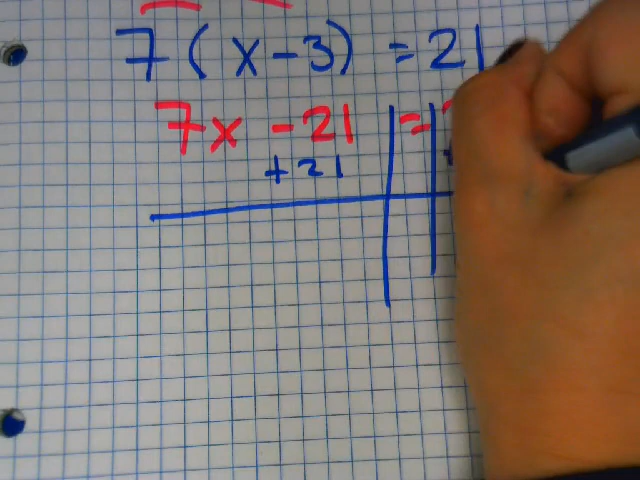 7(x-3) = 21
7x -21 =
+21